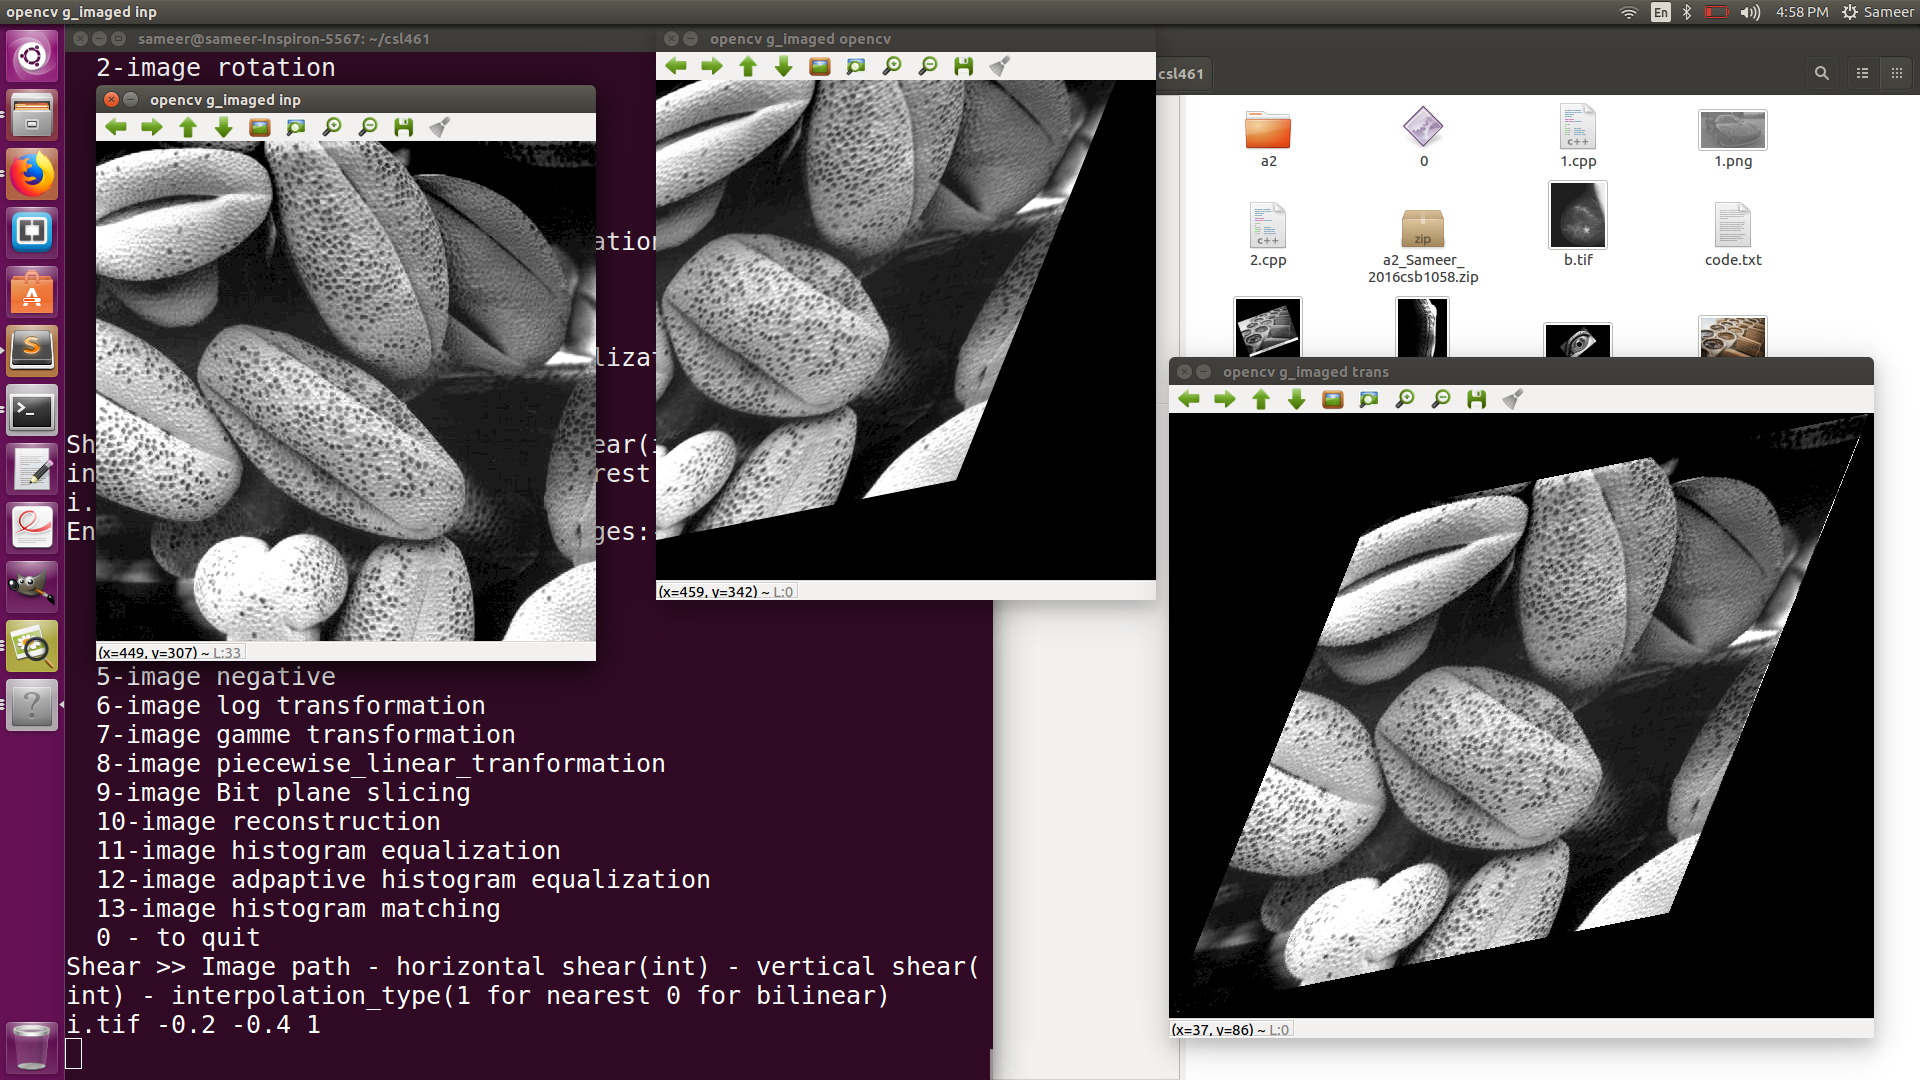 opencv g_imaged inp
En
4:58 PM
Sameer
sameer@sameer-Inspiron-5567: ~/csl461
2-image rotation
opencv g_imaged inp
ation
lizat
Sh
ear(i
in
rest
i.
En
ges:
(x=449, y=307) ~ L:33
5-image negative
6-image log transformation
7-image gamme transformation
8-image piecewise_linear_tranformation
9-image Bit plane slicing
10-image reconstruction
11-image histogram equalization
12-image adpaptive histogram equalization
13-image histogram matching
0 - to quit
Shear >> Image path - horizontal shear(int) - vertical shear(
int) - interpolation_type(1 for nearest 0 for bilinear)
i.tif -0.2 -0.4 1
opencv g_imaged opencv
(x=459, y=342) ~ L:0
csl461
a2
0
1.cpp
1.png
2.cpp
a2_Sameer_
2016csb1058.zip
b.tif
code.txt
c++
c++
zip
opencv g_imaged trans
(x=37, y=86) ~ L:0